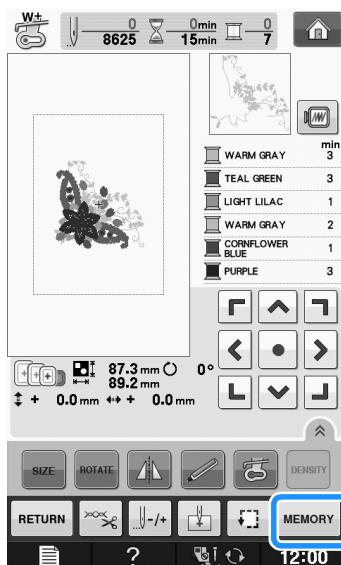 W±
0 0min 0
8625 15min 7
min
WARM GRAY 3
TEAL GREEN 3
LIGHT LILAC 1
WARM GRAY 2
CORNFLOWER
BLUE 1
PURPLE 3
87.3 mm 0°
89.2 mm
+ 0.0 mm + 0.0 mm
SIZE ROTATE DENSITY
RETURN -/+ MEMORY
? 12:00